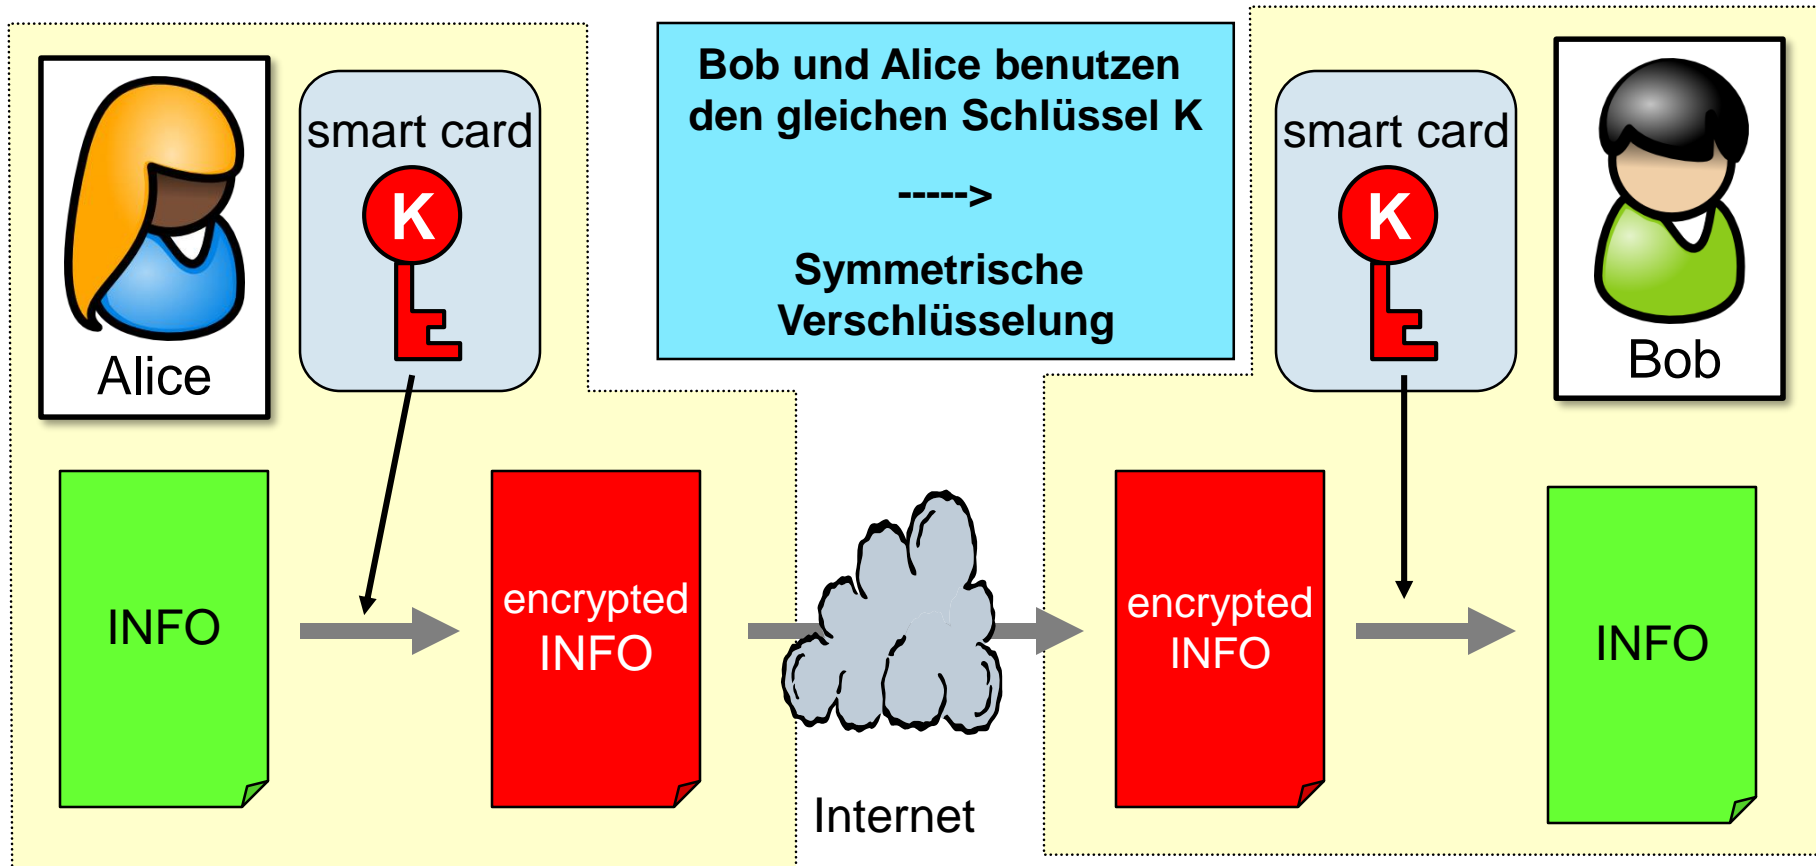 Bob und Alice benutzen
den gleichen Schlüssel K
----->
Symmetrische
Verschlüsselung
smart card
K
Alice
smart card
K
Bob
INFO
encrypted
INFO
Internet
encrypted
INFO
INFO